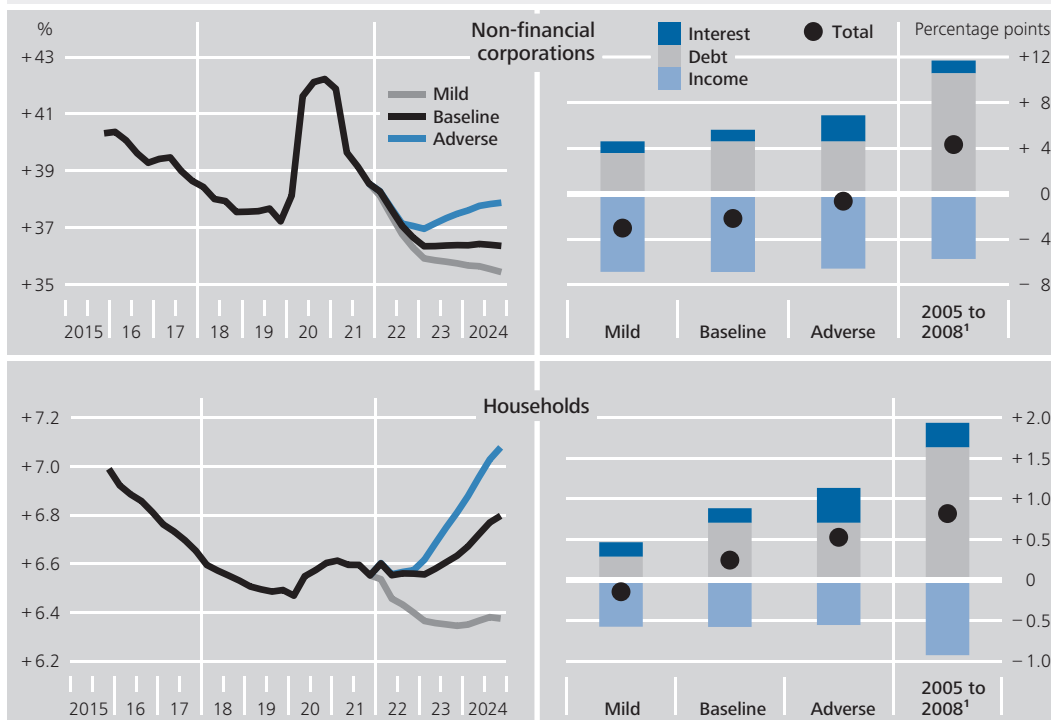 %
Non-financial
corporations
+43
+41
+39
+37
+35
Mild
Baseline
Adverse
2015 16 17 18 19 20 21 22 23 2024
Interest
Debt
Income
Total
Percentage points
+12
+ 8
+ 4
0
− 4
− 8
Mild Baseline Adverse 2005 to
2008¹
Households
+7.2
+7.0
+6.8
+6.6
+6.4
+6.2
2015 16 17 18 19 20 21 22 23 2024
+2.0
+1.5
+1.0
+0.5
0
−0.5
−1.0
Mild Baseline Adverse 2005 to
2008¹